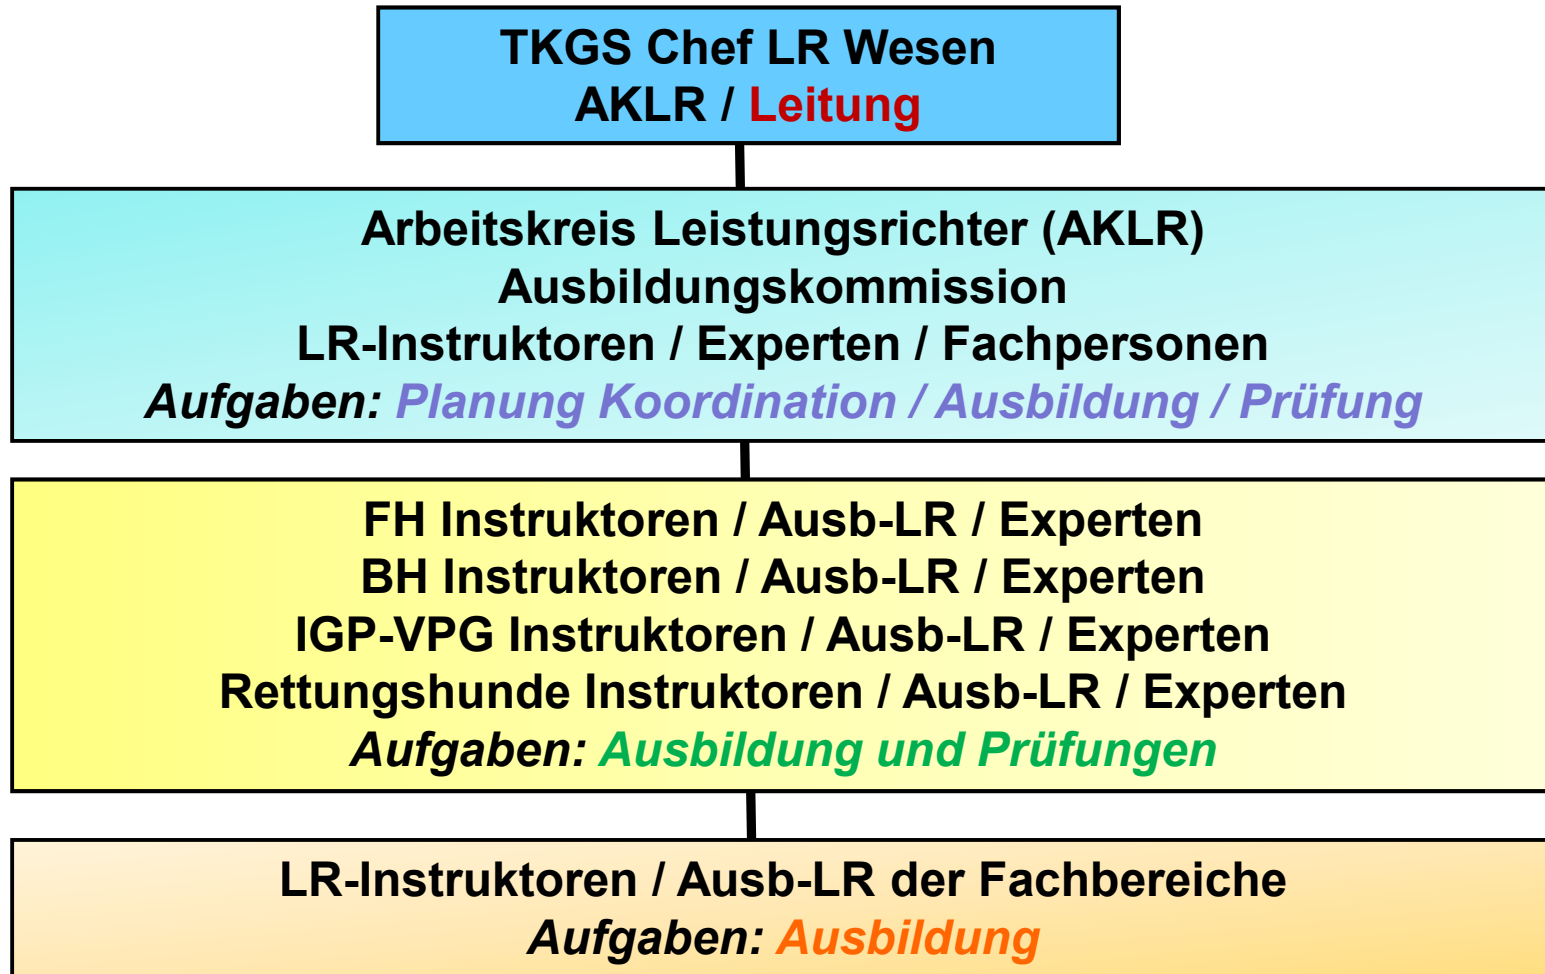 TKGS Chef LR Wesen
AKLR / Leitung
Arbeitskreis Leistungsrichter (AKLR)
Ausbildungskommission
LR-Instruktoren / Experten / Fachpersonen
Aufgaben: Planung Koordination / Ausbildung / Prüfung
FH Instruktoren / Ausb-LR / Experten
BH Instruktoren / Ausb-LR / Experten
IGP-VPG Instruktoren / Ausb-LR / Experten
Rettungshunde Instruktoren / Ausb-LR / Experten
Aufgaben: Ausbildung und Prüfungen
LR-Instruktoren / Ausb-LR der Fachbereiche
Aufgaben: Ausbildung